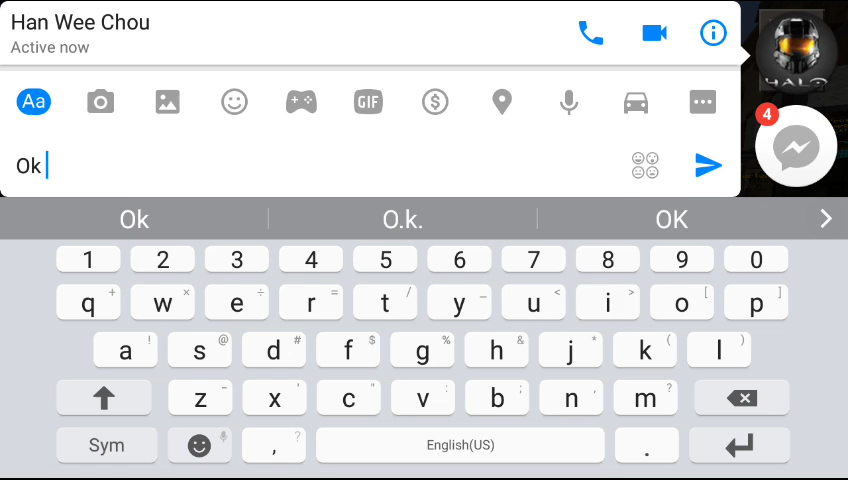 Han Wee Chou
Active now
HALO
4
Aa
GIF
$
Ok
Ok O.k. OK
1 2 3 4 5 6 7 8 9 0
q + w × e ÷ r = t / y _ u < i > o [ p ]
a ! s @ d # f $ g % h & j * k ( l )
z - x ' c " v : b ; n , m ?
Sym , ? English(US) .